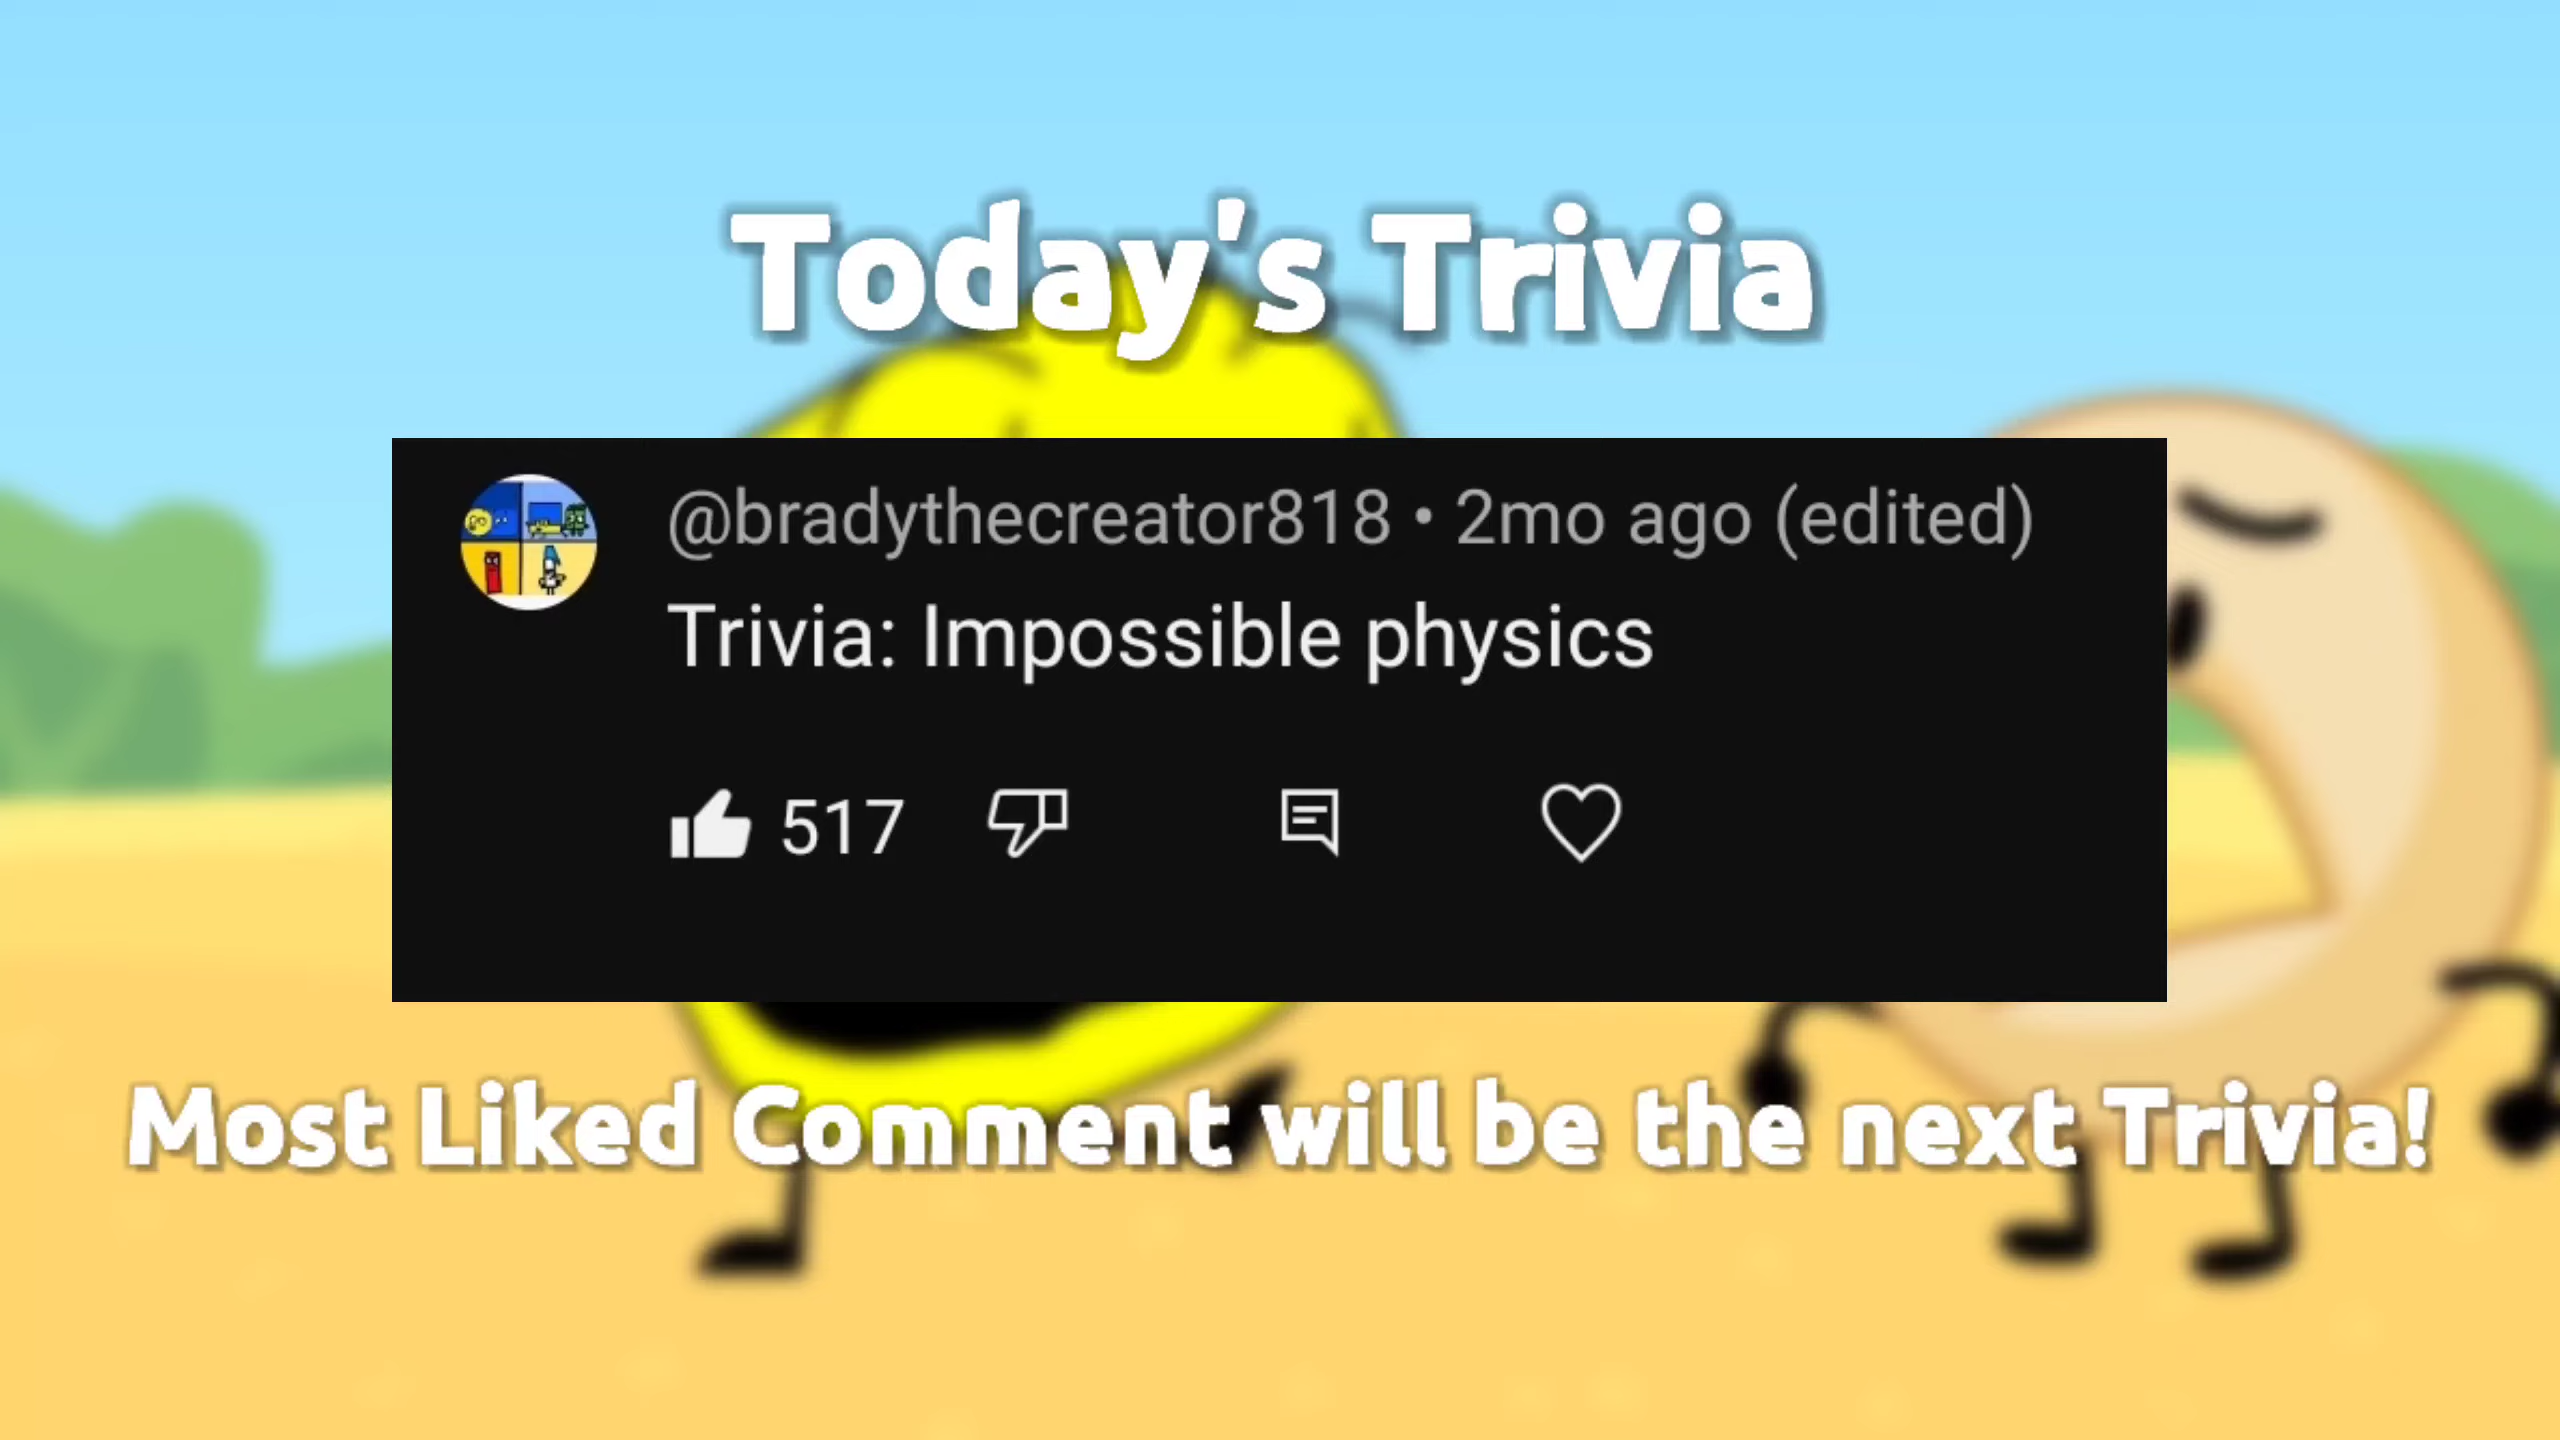 Today's Trivia
@bradythecreator818 • 2mo ago (edited)
Trivia: Impossible physics
517
Most Liked Comment will be the next Trivia!